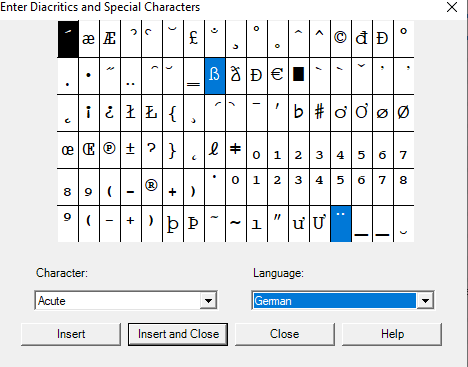 Enter Diacritics and Special Characters
´ æ Æ £ ° © đ Đ º
. • ~ ¨ _ ß ð Đ € ■
¡ ¿ ł Ł { ¯ ′ ♭ ♯ ơ Ơ ø Ø
œ Œ ℗ ± } ℓ ǂ ₀ ₁ ₂ ₃ ₄ ₅ ₆ ₇
₈ ₉ ₍ ₋ ® ₊ ₎ ˙ ⁰ ¹ ² ³ ⁴ ⁵ ⁶ ⁷ ⁸
⁹ ⁽ ⁻ ⁺ ⁾ þ Þ ~ ı ″ ư Ư ¨ _ _
Character:
Language:
Acute
German
Insert
Insert and Close
Close
Help